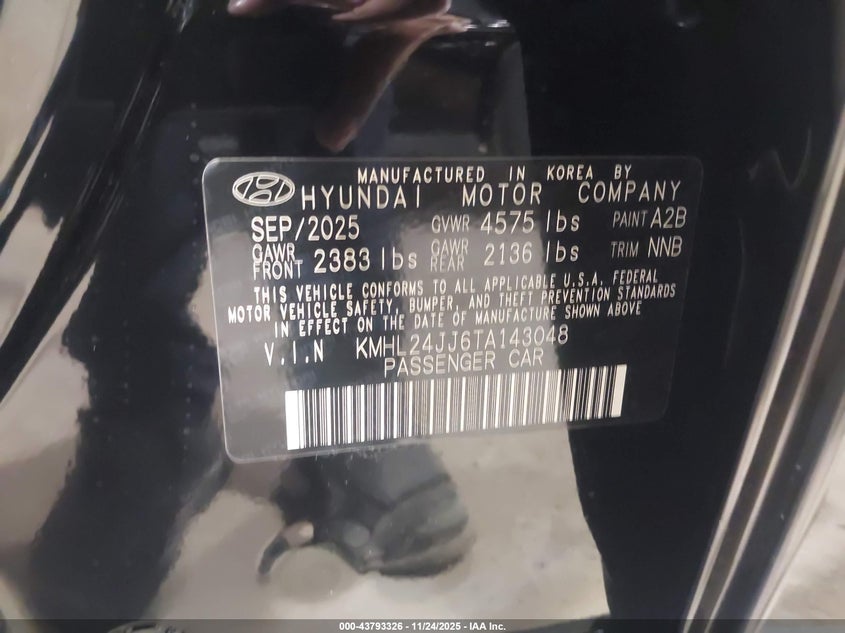 MANUFACTURED IN KOREA BY
HYUNDAI MOTOR COMPANY
SEP/2025 GVWR 4575 lbs PAINT A2B
GAWR FRONT 2383 lbs GAWR REAR 2136 lbs TRIM NNB
THIS VEHICLE CONFORMS TO ALL APPLICABLE U.S.A. FEDERAL
MOTOR VEHICLE SAFETY, BUMPER, AND THEFT PREVENTION STANDARDS
IN EFFECT ON THE DATE OF MANUFACTURE SHOWN ABOVE
V.I.N KMHL24JJ6TA143048
PASSENGER CAR
000-43793326 - 11/24/2025 - IAA Inc.